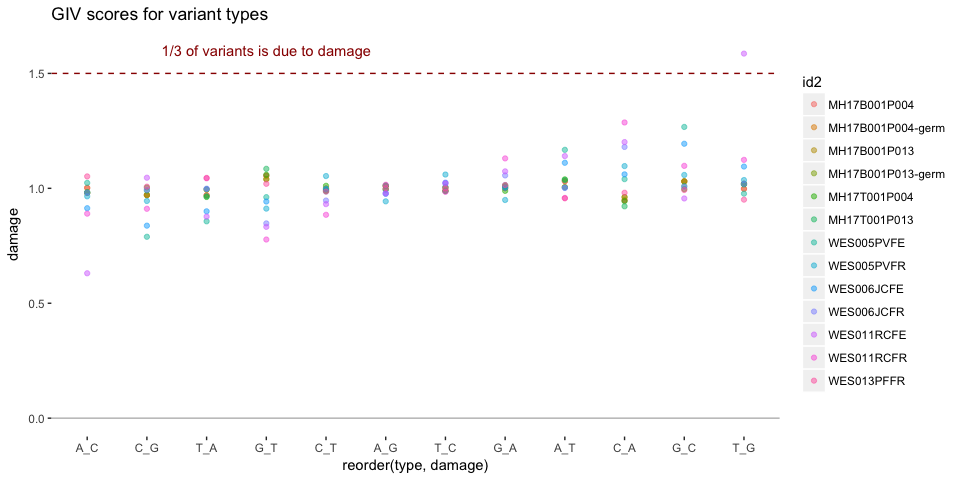 GIV scores for variant types
1/3 of variants is due to damage
1.5
1.0
0.5
0.0
damage
A_C C_G T_A G_T C_T A_G T_C G_A A_T C_A G_C T_G
reorder(type, damage)
id2
MH17B001P004
MH17B001P004-germ
MH17B001P013
MH17B001P013-germ
MH17T001P004
MH17T001P013
WES005PVFE
WES005PVFR
WES006JCFE
WES006JCFR
WES011RCFE
WES011RCFR
WES013PFFR